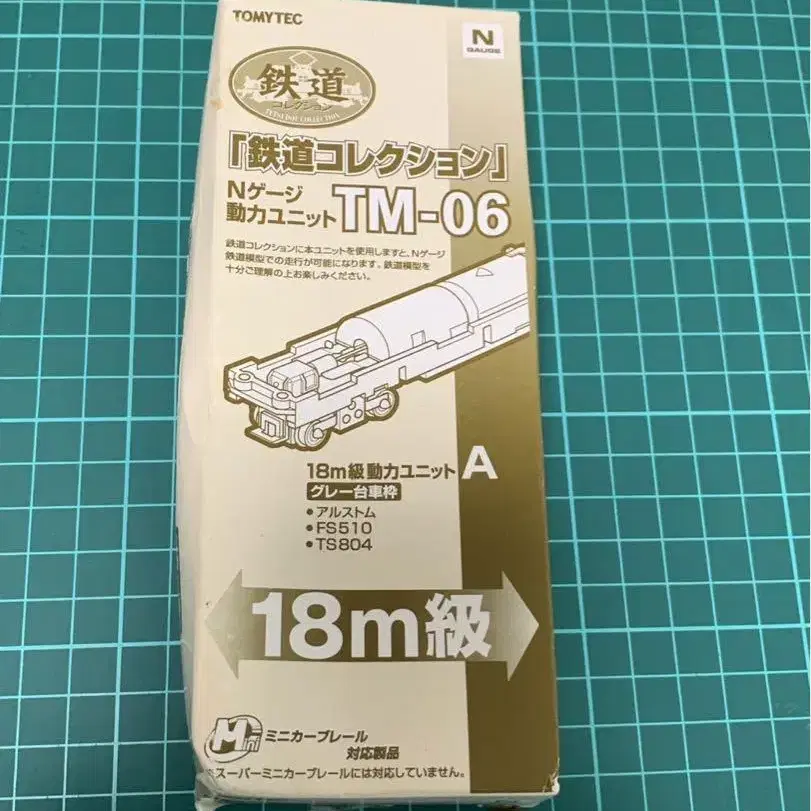 TOMYTEC
N
GAUGE
鉄道
コレクション
TETSUDOU COLLECTION
「鉄道コレクション」
Nゲージ
動力ユニット TM-06
鉄道コレクションに本ユニットを使用しますと、Nゲージ
鉄道模型での走行が可能になります。鉄道模型を
十分ご理解の上お楽しみください。
18m級動力ユニット A
グレー台車枠
•アルストム
•FS510
•TS804
18m級
Mini ミニカーブレール
対応製品
スーパーミニカーブレールには対応していません。